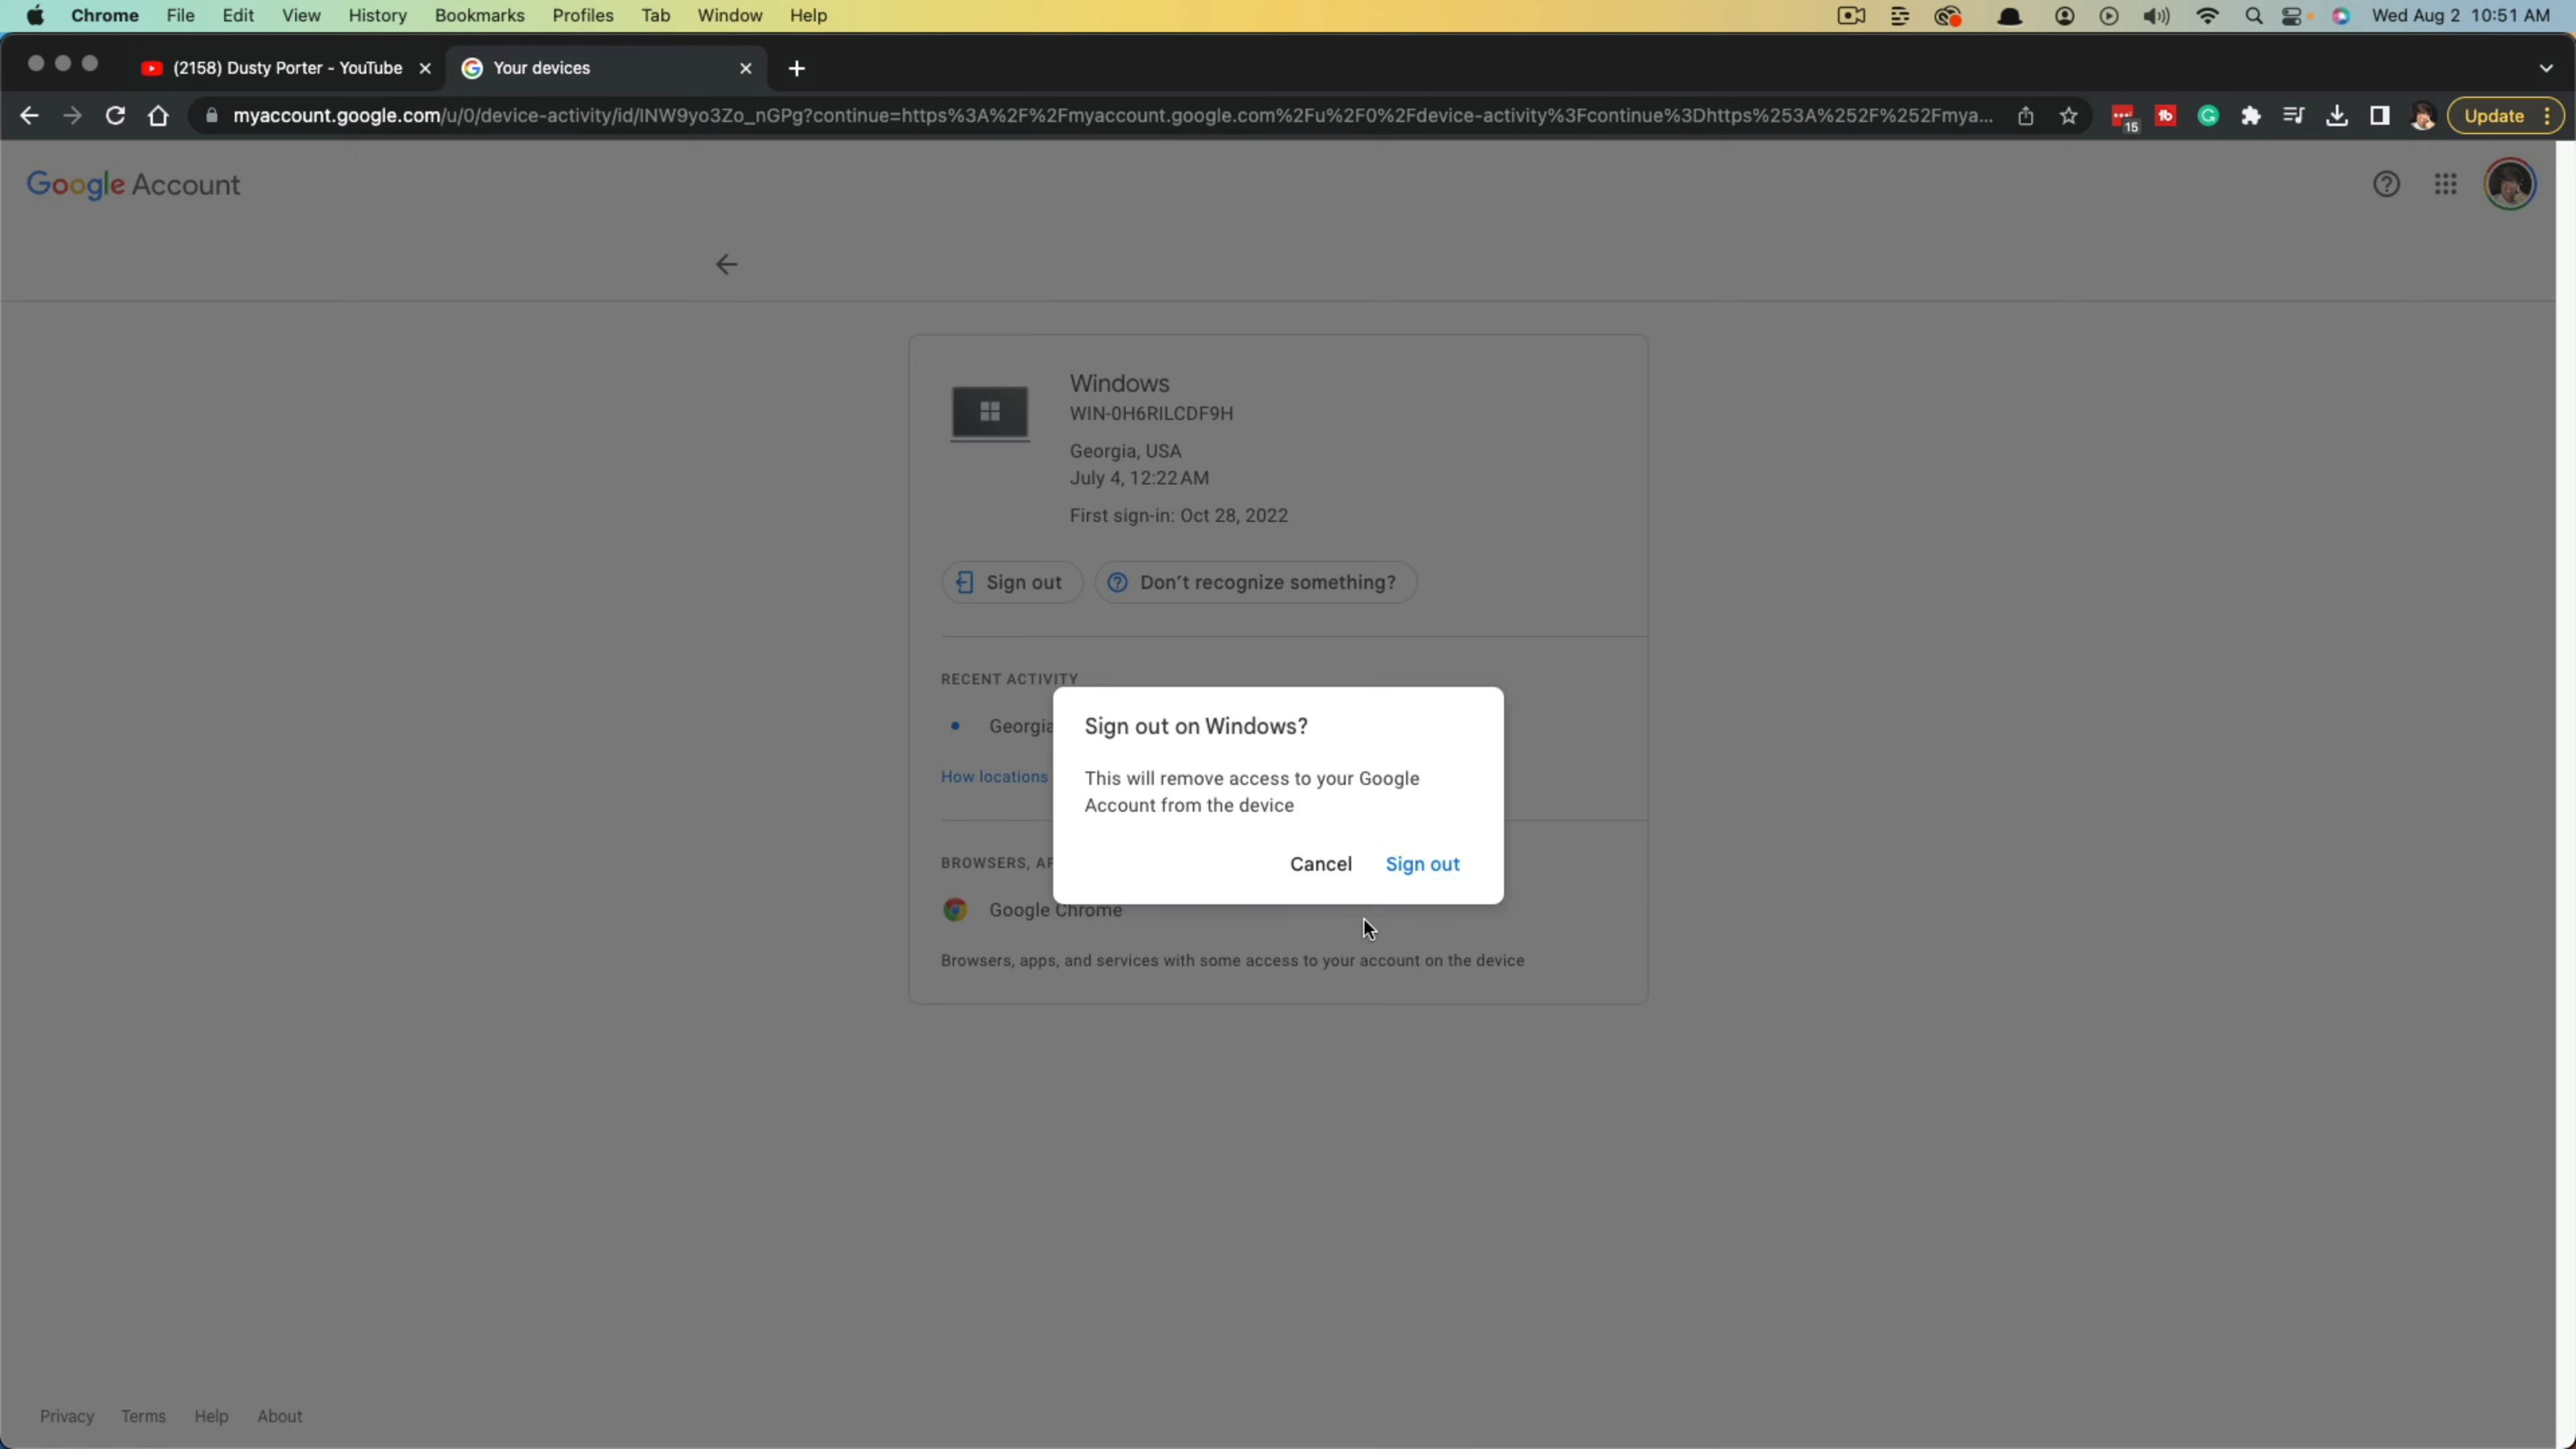 Chrome File Edit View History Bookmarks Profiles Tab Window Help Wed Aug 2 10:51 AM
(2158) Dusty Porter - YouTube Your devices
myaccount.google.com/u/0/device-activity/id/lNW9yo3Zo_nGPg?continue=https%3A%2F%2Fmyaccount.google.com%2Fu%2F0%2Fdevice-activity%3Fcontinue%3Dhttps%253A%252F%252Fmya... 15 Update
Google Account
Windows
WIN-0H6RILCDF9H
Georgia, USA
July 4, 12:22 AM
First sign-in: Oct 28, 2022
Sign out Don't recognize something?
RECENT ACTIVITY
Georgia
How locations
Sign out on Windows?
This will remove access to your Google
Account from the device
Cancel Sign out
BROWSERS, AP
Google Chrome
Browsers, apps, and services with some access to your account on the device
Privacy Terms Help About